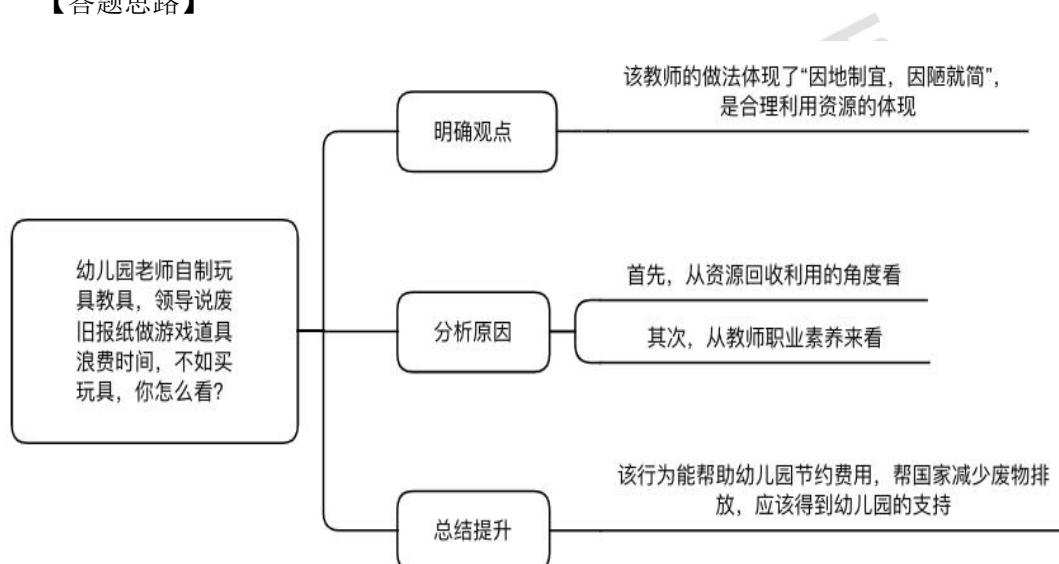 【答题思路】
该教师的做法体现了“因地制宜，因陋就简”，
是合理利用资源的体现
明确观点
幼儿园老师自制玩
具教具，领导说废
旧报纸做游戏道具
浪费时间，不如买
玩具，你怎么看？
首先，从资源回收利用的角度看
分析原因
其次，从教师职业素养来看
该行为能帮助幼儿园节约费用，帮国家减少废物排
放，应该得到幼儿园的支持
总结提升